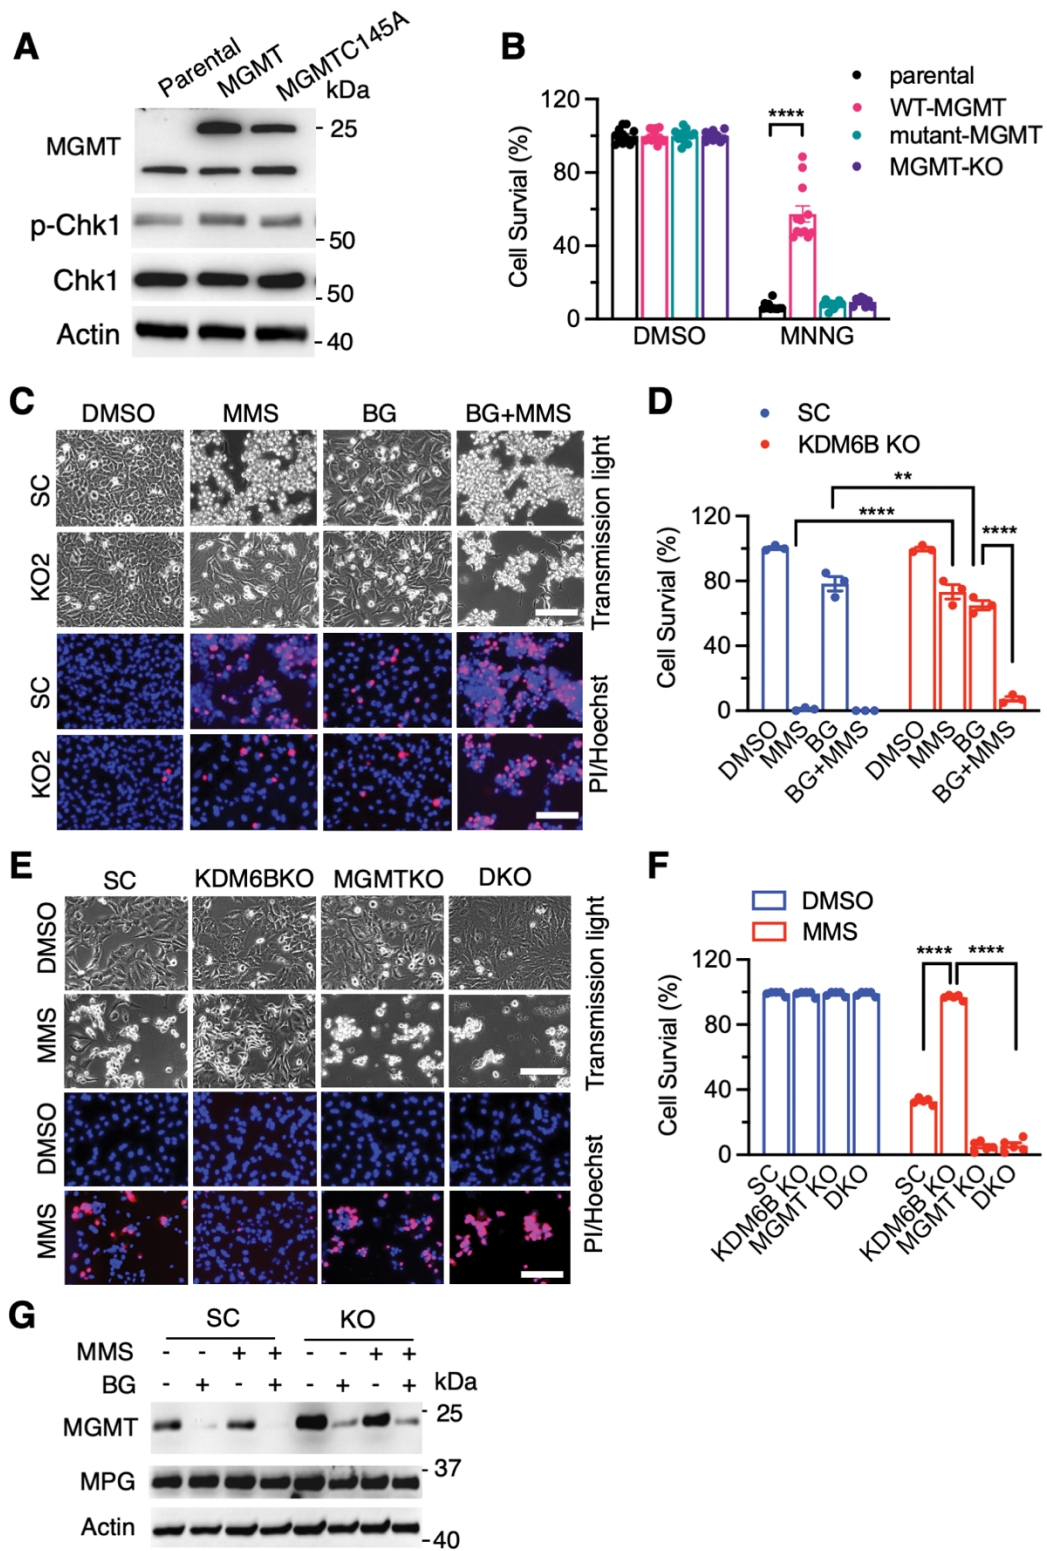 A
Parental
MGMT
MGMTC145A
kDa
MGMT
- 25
p-Chk1
- 50
Chk1
- 50
Actin
- 40
B
parental
WT-MGMT
mutant-MGMT
MGMT-KO
Cell Survial (%)
120
80
40
0
****
DMSO
MNNG
C
DMSO
MMS
BG
BG+MMS
SC
KO2
Transmission light
SC
KO2
PI/Hoechst
D
SC
KDM6B KO
**
****
****
Cell Survial (%)
120
80
40
0
DMSO
MMS
BG
BG+MMS
DMSO
MMS
BG
BG+MMS
E
SC
KDM6BKO
MGMTKO
DKO
DMSO
MMS
Transmission light
DMSO
MMS
PI/Hoechst
F
DMSO
MMS
****
****
Cell Survial (%)
120
80
40
0
SC
KDM6B KO
MGMT KO
DKO
SC
KDM6B KO
MGMT KO
DKO
G
SC
KO
MMS - - + + - - + +
BG - + - + - + - +
kDa
MGMT
- 25
MPG
- 37
Actin
- 40